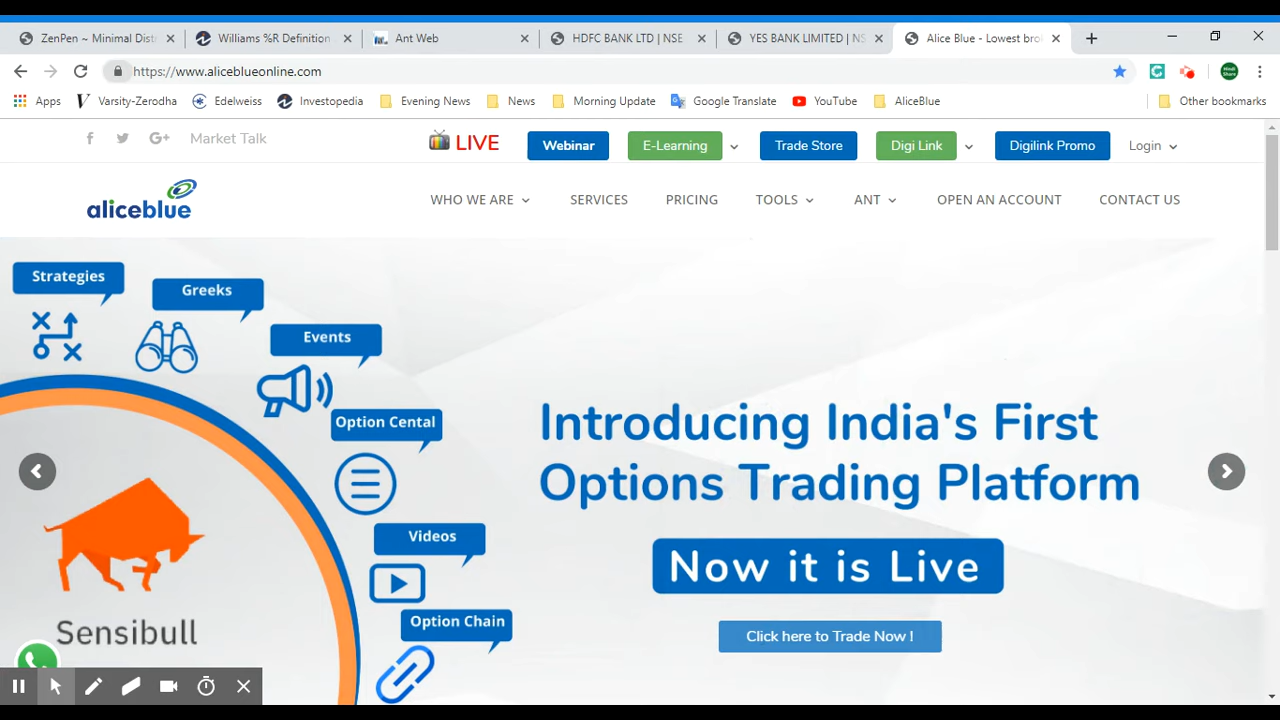 ZenPen ~ Minimal Dist
Williams %R Definition
Ant Web
HDFC BANK LTD | NSE
YES BANK LIMITED | NS
Alice Blue - Lowest bro
https://www.aliceblueonline.com
Apps
Varsity-Zerodha
Edelweiss
Investopedia
Evening News
News
Morning Update
Google Translate
YouTube
AliceBlue
Other bookmarks
Market Talk
LIVE
Webinar
E-Learning
Trade Store
Digi Link
Digilink Promo
Login
aliceblue
WHO WE ARE
SERVICES
PRICING
TOOLS
ANT
OPEN AN ACCOUNT
CONTACT US
Strategies
Greeks
Events
Option Cental
Videos
Option Chain
Sensibull
Introducing India's First
Options Trading Platform
Now it is Live
Click here to Trade Now !